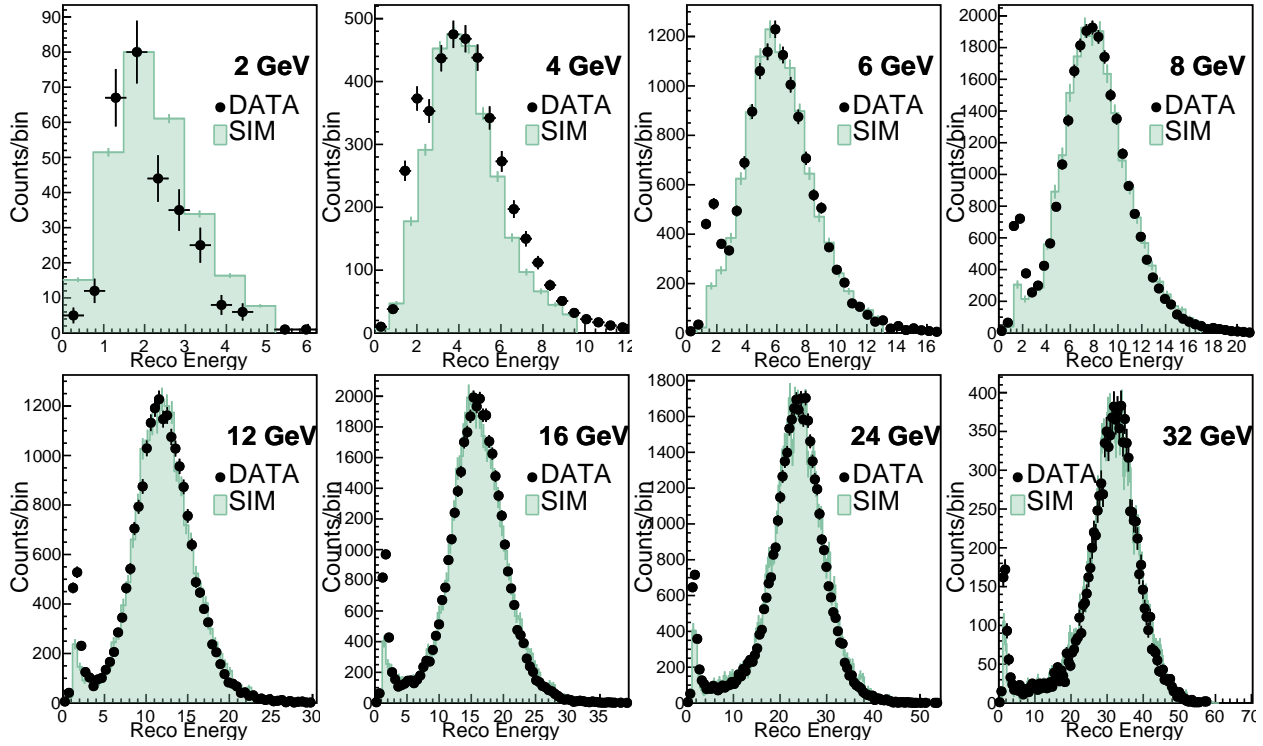 90
80
70
60
50
40
30
20
10
0
Counts/bin
2 GeV
DATA
SIM
0 1 2 3 4 5 6
Reco Energy
500
400
300
200
100
Counts/bin
4 GeV
DATA
SIM
0 2 4 6 8 10 12
Reco Energy
1200
1000
800
600
400
200
0
Counts/bin
6 GeV
DATA
SIM
0 2 4 6 8 10 12 14 16
Reco Energy
2000
1800
1600
1400
1200
1000
800
600
400
200
0
Counts/bin
8 GeV
DATA
SIM
0 2 4 6 8 10 12 14 16 18 20
Reco Energy
1200
1000
800
600
400
200
0
Counts/bin
12 GeV
DATA
SIM
0 5 10 15 20 25 30
Reco Energy
2000
1800
1600
1400
1200
1000
800
600
400
200
0
Counts/bin
16 GeV
DATA
SIM
0 5 10 15 20 25 30 35
Reco Energy
1800
1600
1400
1200
1000
800
600
400
200
0
Counts/bin
24 GeV
DATA
SIM
0 10 20 30 40 50
Reco Energy
400
350
300
250
200
150
100
50
0
Counts/bin
32 GeV
DATA
SIM
0 10 20 30 40 50 60 70
Reco Energy